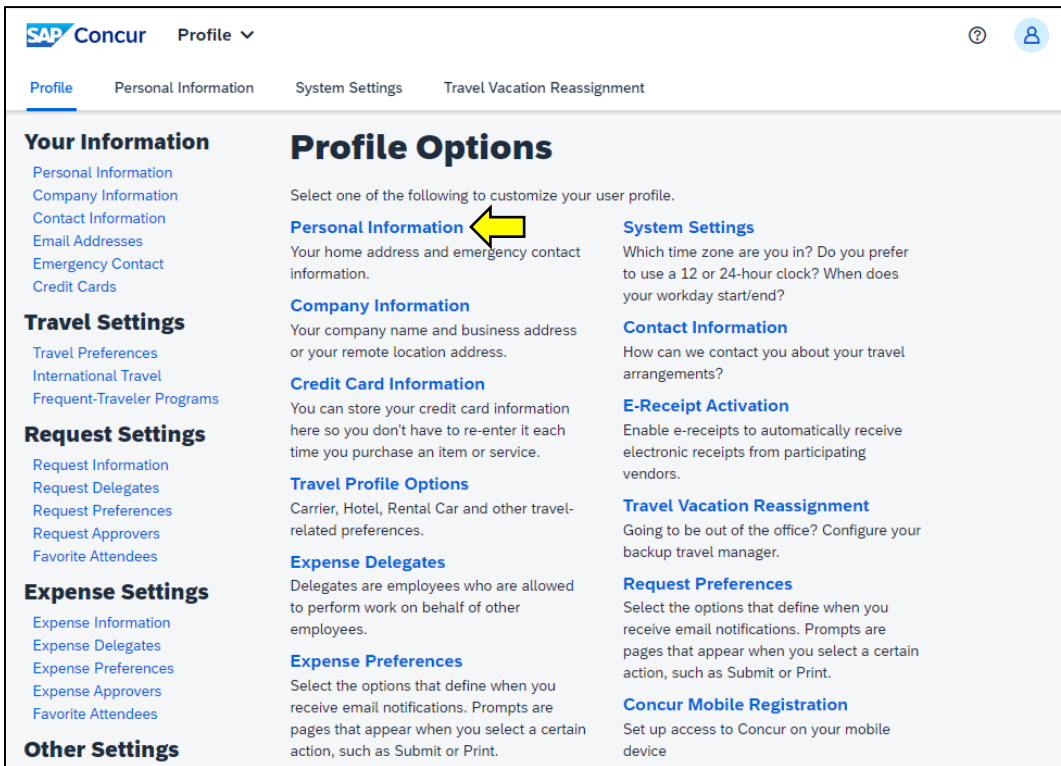 SAP Concur Profile
Profile Personal Information System Settings Travel Vacation Reassignment
Your Information
Personal Information
Company Information
Contact Information
Email Addresses
Emergency Contact
Credit Cards
Travel Settings
Travel Preferences
International Travel
Frequent-Traveler Programs
Request Settings
Request Information
Request Delegates
Request Preferences
Request Approvers
Favorite Attendees
Expense Settings
Expense Information
Expense Delegates
Expense Preferences
Expense Approvers
Favorite Attendees
Other Settings
Profile Options
Select one of the following to customize your user profile.
Personal Information
Your home address and emergency contact
information.
Company Information
Your company name and business address
or your remote location address.
Credit Card Information
You can store your credit card information
here so you don't have to re-enter it each
time you purchase an item or service.
Travel Profile Options
Carrier, Hotel, Rental Car and other travel-
related preferences.
Expense Delegates
Delegates are employees who are allowed
to perform work on behalf of other
employees.
Expense Preferences
Select the options that define when you
receive email notifications. Prompts are
pages that appear when you select a certain
action, such as Submit or Print.
System Settings
Which time zone are you in? Do you prefer
to use a 12 or 24-hour clock? When does
your workday start/end?
Contact Information
How can we contact you about your travel
arrangements?
E-Receipt Activation
Enable e-receipts to automatically receive
electronic receipts from participating
vendors.
Travel Vacation Reassignment
Going to be out of the office? Configure your
backup travel manager.
Request Preferences
Select the options that define when you
receive email notifications. Prompts are
pages that appear when you select a certain
action, such as Submit or Print.
Concur Mobile Registration
Set up access to Concur on your mobile
device